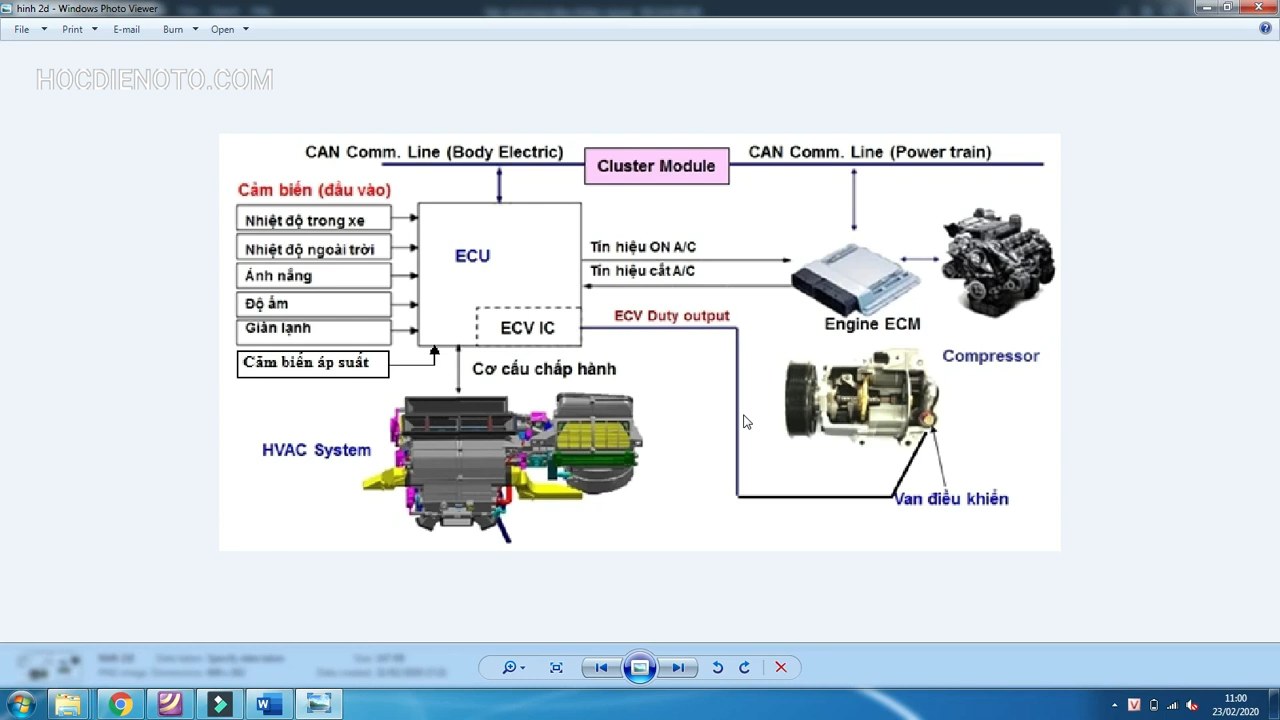 hinh 2d - Windows Photo Viewer
File Print E-mail Burn Open
HOCDIENOTO.COM
CAN Comm. Line (Body Electric)
Cluster Module
CAN Comm. Line (Power train)
Cảm biến (đầu vào)
Nhiệt độ trong xe
Nhiệt độ ngoài trời
Ánh nắng
Độ ẩm
Giàn lạnh
Cảm biến áp suất
ECU
ECV IC
Tín hiệu ON A/C
Tín hiệu cắt A/C
ECV Duty output
Engine ECM
Compressor
Cơ cấu chấp hành
HVAC System
Van điều khiển
11:00
23/02/2020